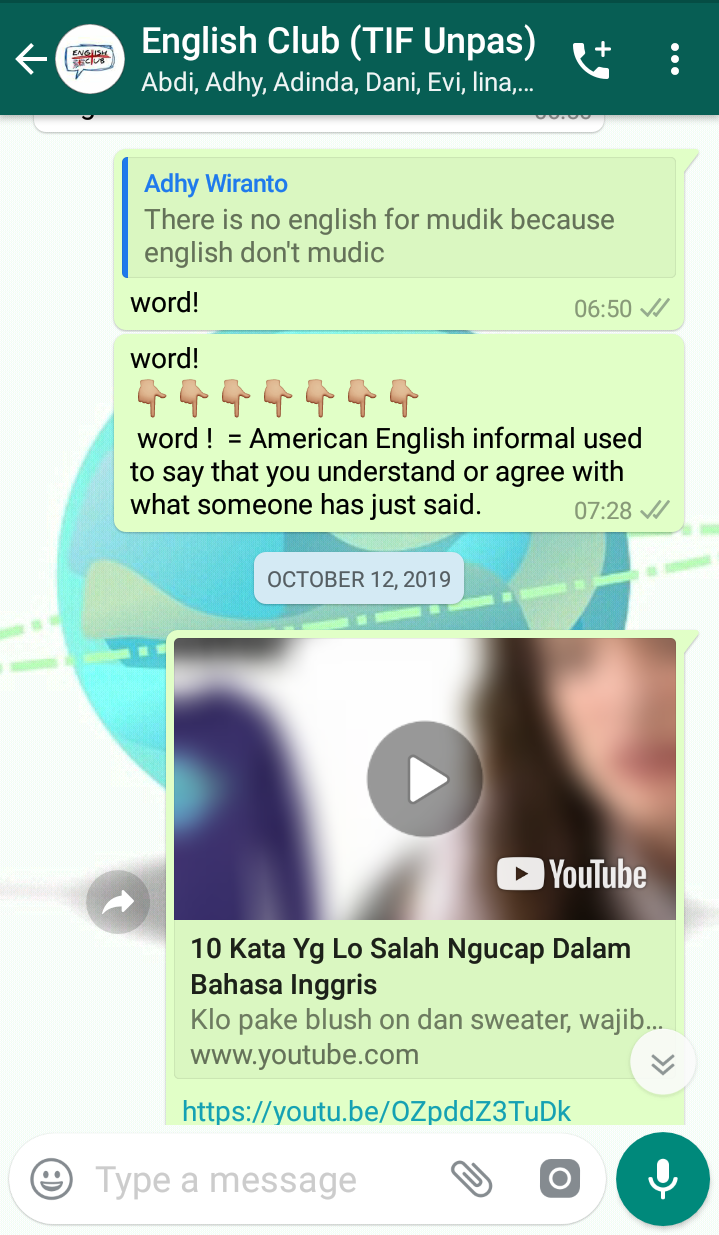 English Club (TIF Unpas)
Abdi, Adhy, Adinda, Dani, Evi, lina,...
ENGLISH
CLUB
Adhy Wiranto
There is no english for mudik because
english don't mudic
word!
06:50
word!
word ! = American English informal used
to say that you understand or agree with
what someone has just said.
07:28
OCTOBER 12, 2019
YouTube
10 Kata Yg Lo Salah Ngucap Dalam
Bahasa Inggris
Klo pake blush on dan sweater, wajib...
www.youtube.com
https://youtu.be/OZpddZ3TuDk
Type a message